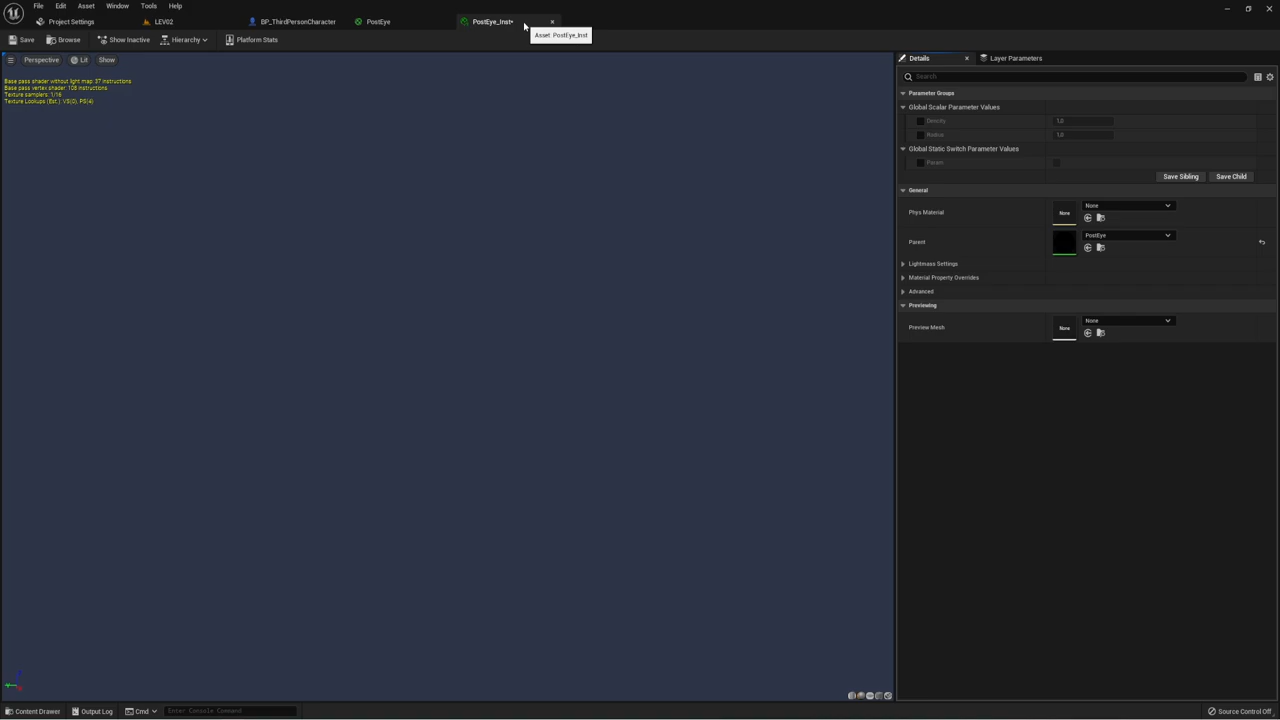 File Edit Asset Window Tools Help
Project Settings LEV02 BP_ThirdPersonCharacter PostEye PostEye_Inst*
Asset: PostEye_Inst
Save Browse Show Inactive Hierarchy Platform Stats
Perspective Lit Show
Base pass shader without light map: 37 instructions
Base pass vertex shader: 108 instructions
Texture samplers: 1/16
Texture Lookups (Est.): VS(0), PS(4)
Details Layer Parameters
Search
Parameter Groups
Global Scalar Parameter Values
Density 1,0
Radius 1,0
Global Static Switch Parameter Values
Param
Save Sibling Save Child
General
Phys Material None None
Parent PostEye
Lightmass Settings
Material Property Overrides
Advanced
Previewing
Preview Mesh None None
Content Drawer Output Log Cmd Enter Console Command Source Control Off